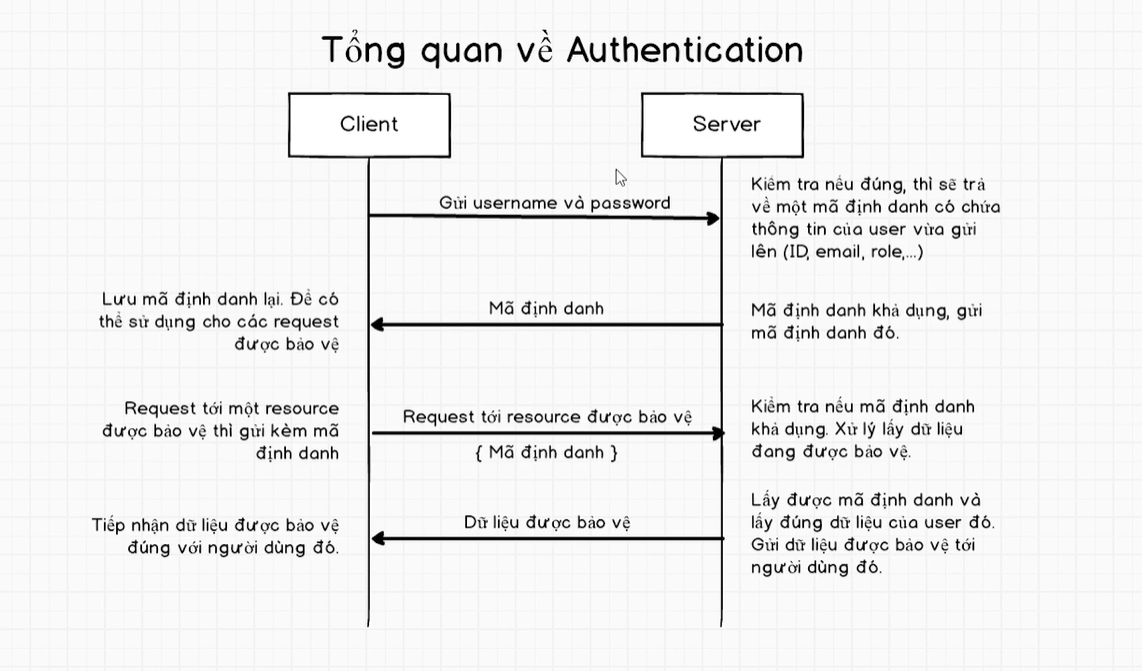 Tổng quan về Authentication
Client
Server
Gửi username và password
Kiểm tra nếu đúng, thì sẽ trả
về một mã định danh có chứa
thông tin của user vừa gửi
lên (ID, email, role,...)
Lưu mã định danh lại. Để có
thể sử dụng cho các request
được bảo vệ
Mã định danh
Mã định danh khả dụng, gửi
mã định danh đó.
Request tới một resource
được bảo vệ thì gửi kèm mã
định danh
Request tới resource được bảo vệ
{ Mã định danh }
Kiểm tra nếu mã định danh
khả dụng. Xử lý lấy dữ liệu
đang được bảo vệ.
Tiếp nhận dữ liệu được bảo vệ
đúng với người dùng đó.
Dữ liệu được bảo vệ
Lấy được mã định danh và
lấy đúng dữ liệu của user đó.
Gửi dữ liệu được bảo vệ tới
người dùng đó.